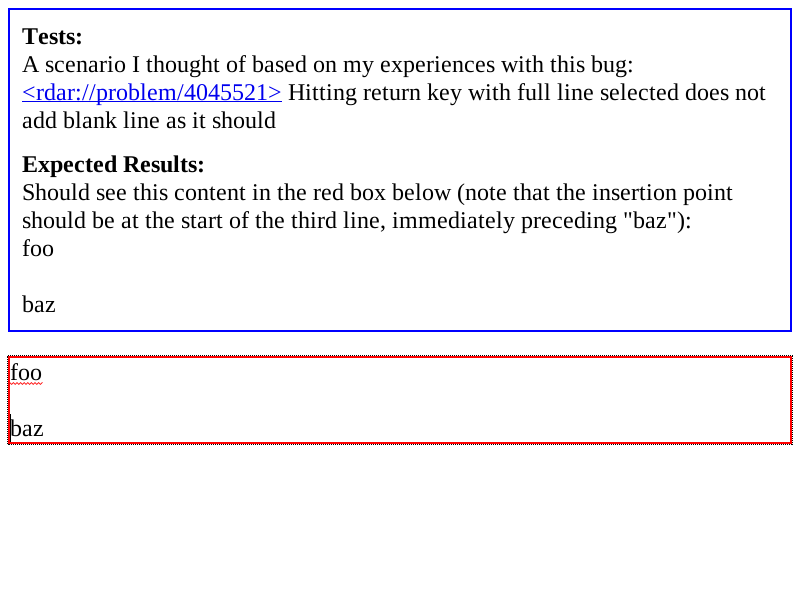 Tests:
A scenario I thought of based on my experiences with this bug:
<rdar://problem/4045521> Hitting return key with full line selected does not
add blank line as it should
Expected Results:
Should see this content in the red box below (note that the insertion point
should be at the start of the third line, immediately preceding "baz"):
foo
baz
foo
baz